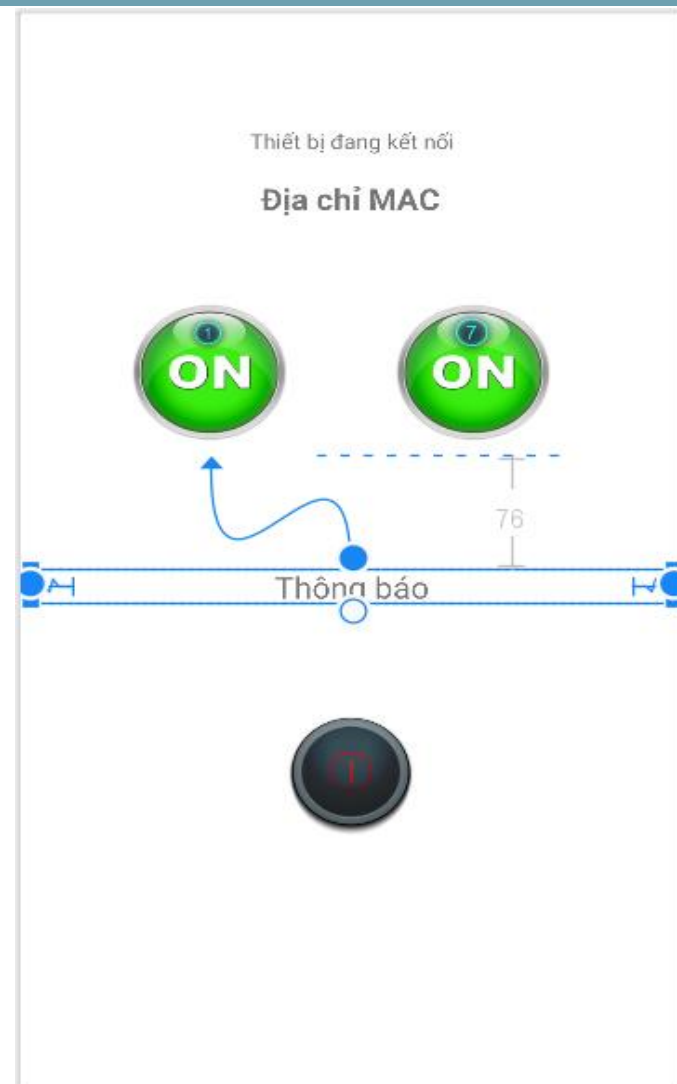 Thiết bị đang kết nối
Địa chỉ MAC
1
7
ON
ON
76
Thông báo